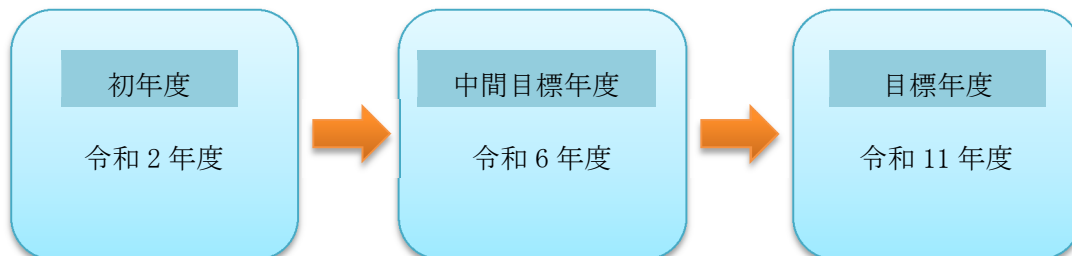 初年度
令和 2 年度
中間目標年度
令和 6 年度
目標年度
令和 11 年度